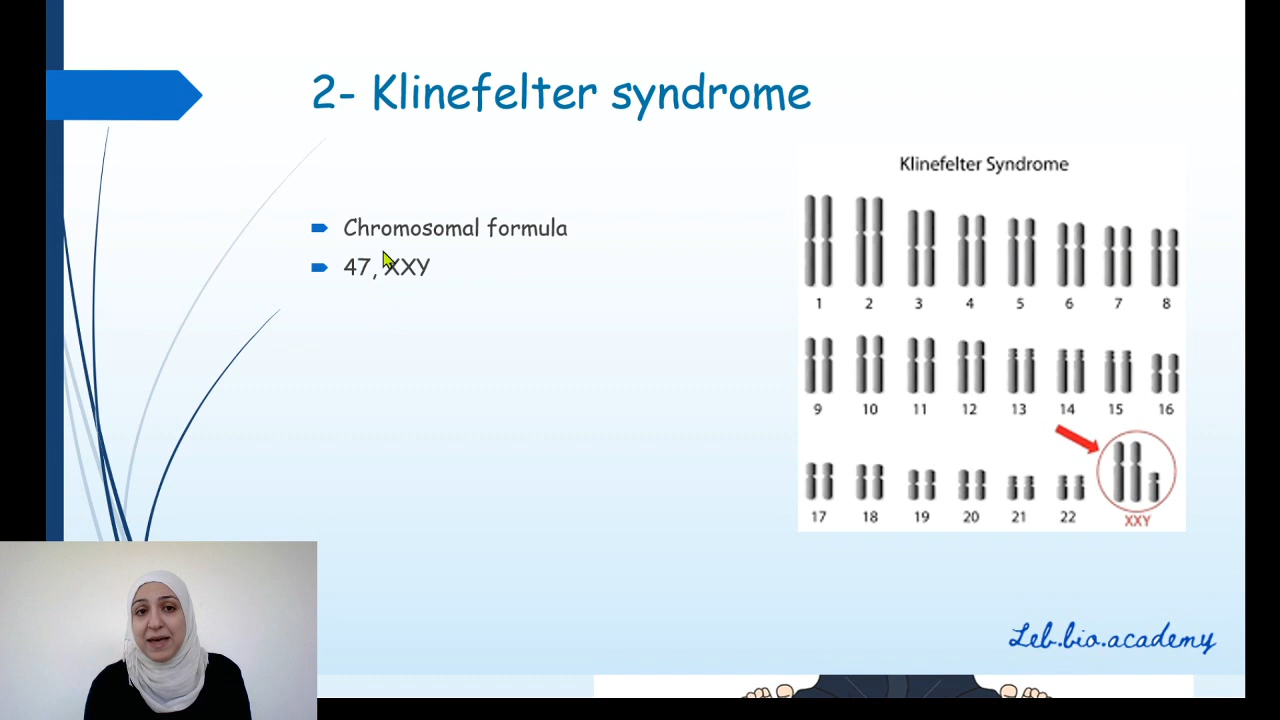 2- Klinefelter syndrome
Chromosomal formula
47, XXY
Klinefelter Syndrome
1 2 3 4 5 6 7 8
9 10 11 12 13 14 15 16
17 18 19 20 21 22 XXY
Leb.bio.academy